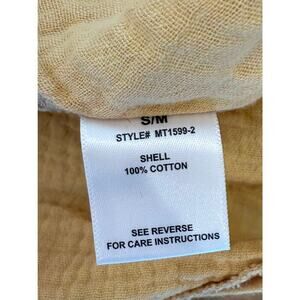 S/M
STYLE# MT1599-2
SHELL
100% COTTON
SEE REVERSE
FOR CARE INSTRUCTIONS